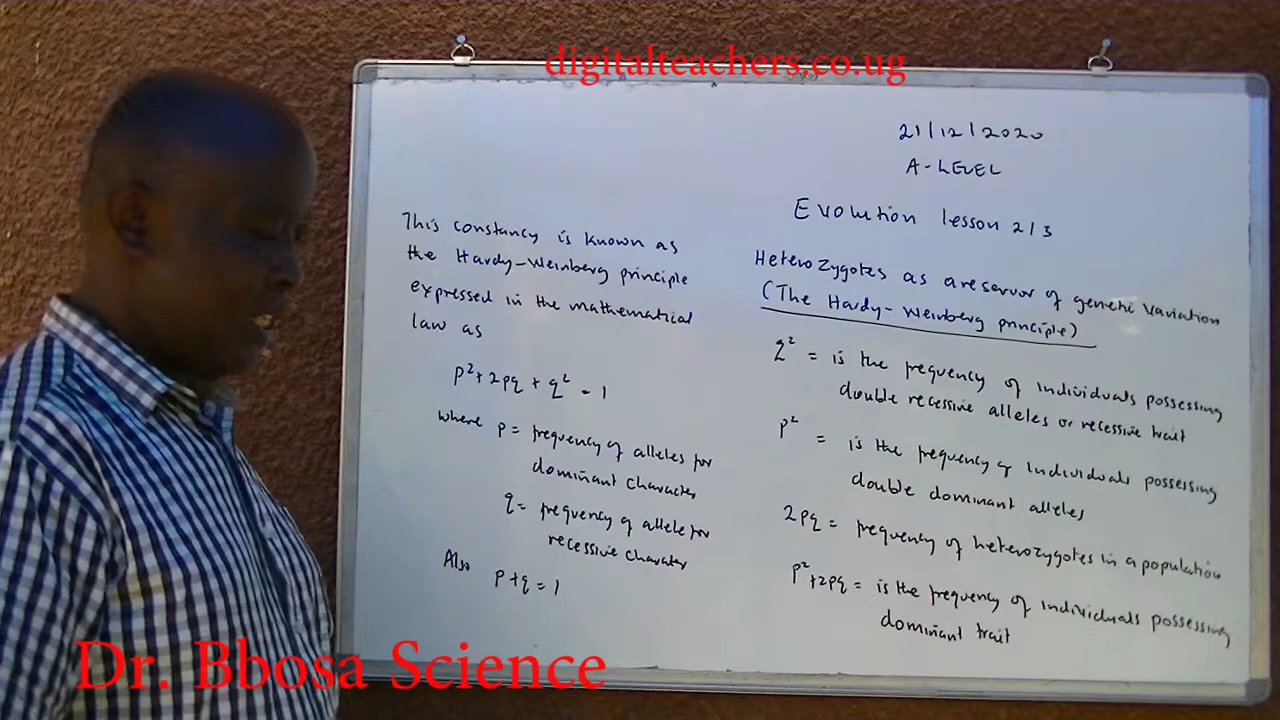 digitalteachers.co.ug
21/12/2020
A-LEVEL
Evolution lesson 2/3
This constancy is known as
the Hardy-Weinberg principle
expressed in the mathematical
law as
p²+2pq+q²=1
where p = frequency of alleles for
dominant character
q = frequency of allele for
recessive character
Also p+q=1
Heterozygotes as a reservor of genetic variation
(The Hardy-Weinberg principle)
q² = is the frequency of individuals possessing
double recessive alleles or recessive trait
p² = is the frequency of individuals possessing
double dominant alleles
2pq = frequency of heterozygotes in a population
p²+2pq = is the frequency of individuals possessing
dominant trait
Dr. Bbosa Science